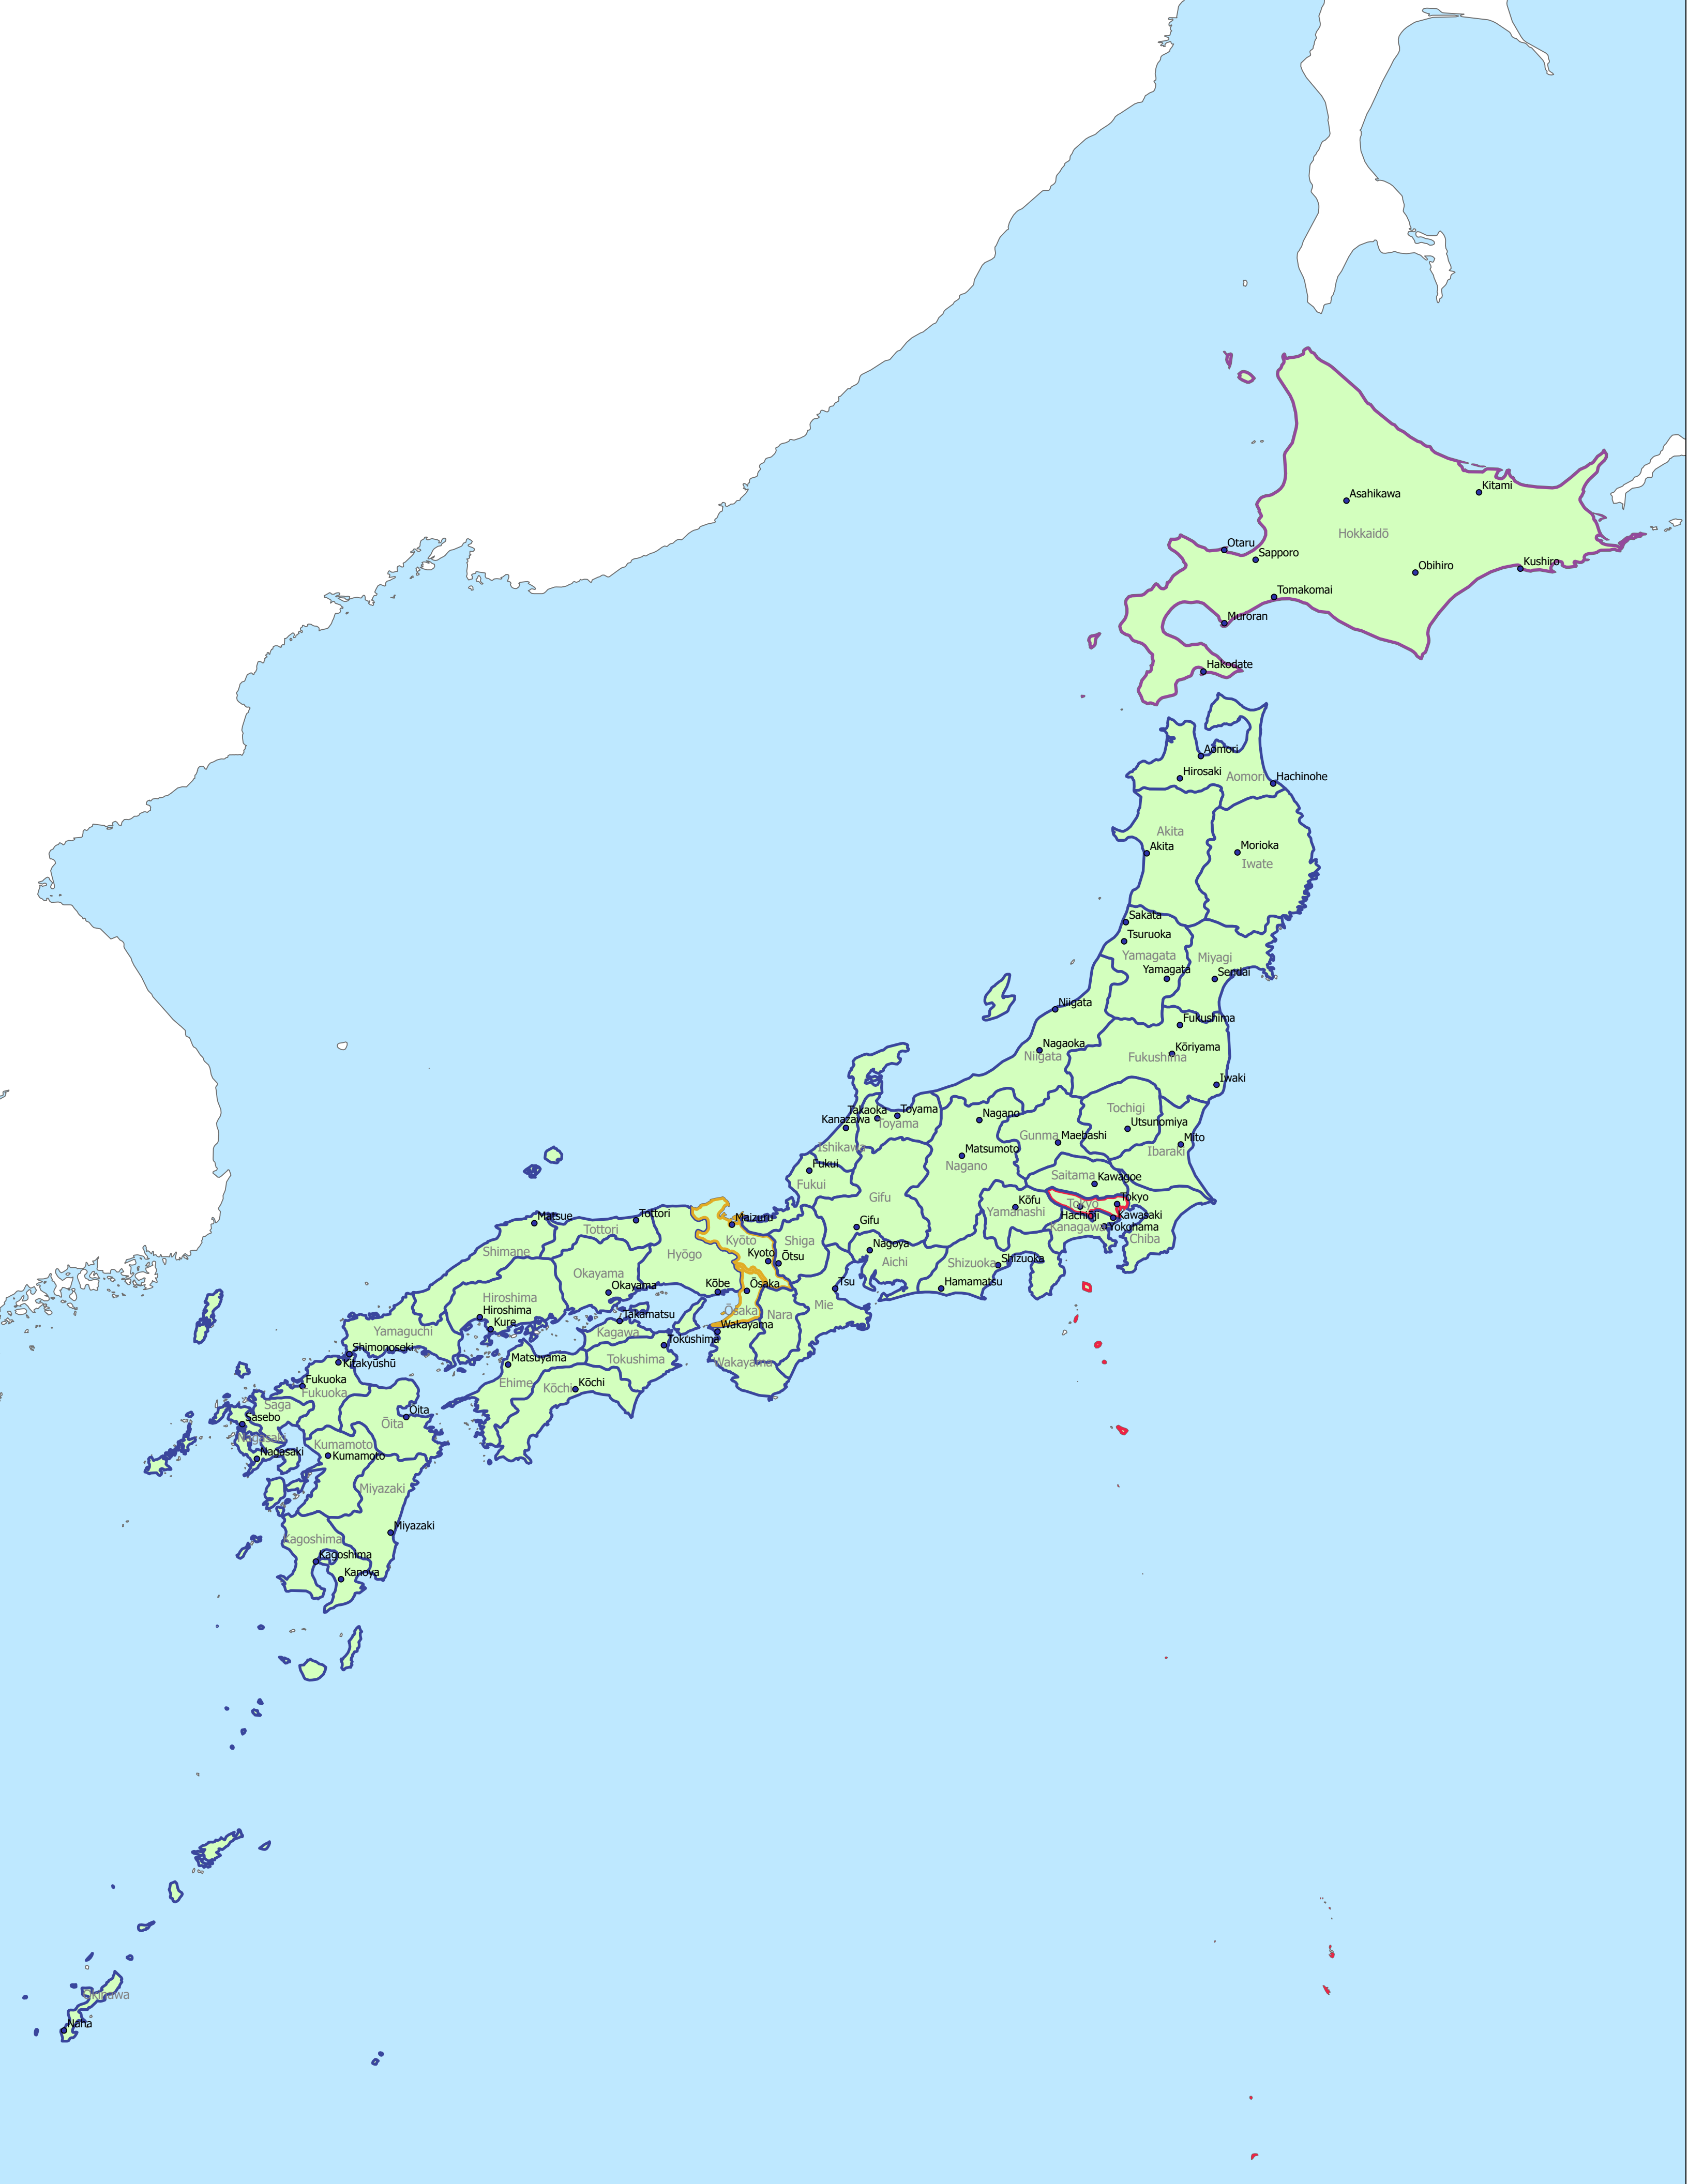 Kitami
Asahikawa
Hokkaidō
Otaru
Sapporo
Kushiro
Obihiro
Tomakomai
Muroran
Hakodate
Aomori
Hirosaki
Aomori
Hachinohe
Akita
Akita
Morioka
Iwate
Sakata
Tsuruoka
Yamagata
Miyagi
Yamagata
Sendai
Niigata
Fukushima
Nagaoka
Niigata
Kōriyama
Fukushima
Iwaki
Takaoka
Toyama
Kanazawa
Toyama
Nagano
Tochigi
Utsunomiya
Gunma
Maebashi
Mito
Ishikawa
Matsumoto
Ibaraki
Fukui
Nagano
Fukui
Saitama
Kawagoe
Gifu
Kōfu
Tokyo
Tōkyō
Yamanashi
Hachiōji
Kawasaki
Matsue
Tottori
Maizuru
Gifu
Kanagawa
Yokohama
Tottori
Kyōto
Shiga
Chiba
Shimane
Hyōgo
Kyoto
Ōtsu
Nagoya
Aichi
Shizuoka
Shizuoka
Okayama
Okayama
Kōbe
Ōsaka
Tsu
Hamamatsu
Hiroshima
Hiroshima
Kure
Takamatsu
Ōsaka
Nara
Mie
Yamaguchi
Kagawa
Wakayama
Tokushima
Shimonoseki
Kitakyūshū
Matsuyama
Tokushima
Wakayama
Fukuoka
Fukuoka
Ehime
Kōchi
Kōchi
Saga
Sasebo
Ōita
Ōita
Nagasaki
Nagasaki
Kumamoto
Kumamoto
Miyazaki
Miyazaki
Kagoshima
Kagoshima
Kanoya
Okinawa
Naha